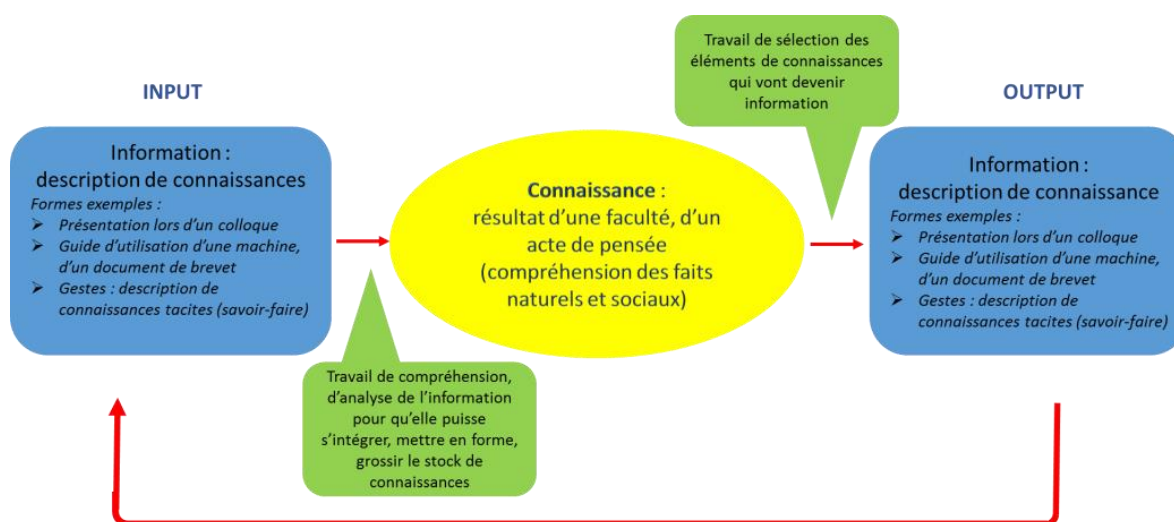 INPUT
Information :
description de connaissances
Formes exemples :
➤ Présentation lors d'un colloque
➤ Guide d'utilisation d'une machine,
d'un document de brevet
➤ Gestes : description de
connaissances tacites (savoir-faire)
Travail de compréhension,
d'analyse de l'information
pour qu'elle puisse
s'intégrer, mettre en forme,
grossir le stock de
connaissances
Connaissance :
résultat d'une faculté, d'un
acte de pensée
(compréhension des faits
naturels et sociaux)
Travail de sélection des
éléments de connaissances
qui vont devenir
information
OUTPUT
Information :
description de connaissance
Formes exemples :
➤ Présentation lors d'un colloque
➤ Guide d'utilisation d'une machine,
d'un document de brevet
➤ Gestes : description de
connaissances tacites (savoir-faire)